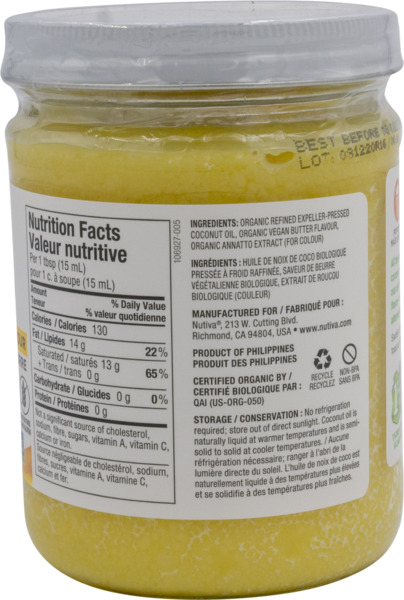 BEST BEFORE
LOT: 081220R16
Nutrition Facts
Valeur nutritive
Per 1 tbsp (15 mL)
pour 1 c. à soupe (15 mL)
Amount % Daily Value
Teneur % valeur quotidienne
Calories / Calories 130
Fat / Lipides 14 g 22%
Saturated / saturés 13 g
+ Trans / trans 0 g 65%
Carbohydrate / Glucides 0 g 0%
Protein / Protéines 0 g
Not a significant source of cholesterol,
sodium, fibre, sugars, vitamin A, vitamin C,
calcium or iron.
Source négligeable de cholestérol, sodium,
fibres, sucres, vitamine A, vitamine C,
calcium et fer.
106927-005
INGREDIENTS: ORGANIC REFINED EXPELLER-PRESSED
COCONUT OIL, ORGANIC VEGAN BUTTER FLAVOUR,
ORGANIC ANNATTO EXTRACT (FOR COLOUR)
INGRÉDIENTS : HUILE DE NOIX DE COCO BIOLOGIQUE
PRESSÉE À FROID RAFFINÉE, SAVEUR DE BEURRE
VÉGÉTALIENNE BIOLOGIQUE, EXTRAIT DE ROUCOU
BIOLOGIQUE (COULEUR)
MANUFACTURED FOR / FABRIQUÉ POUR :
Nutiva®, 213 W. Cutting Blvd.
Richmond, CA 94804, USA * nutiva.com
PRODUCT OF PHILIPPINES
PRODUIT DES PHILIPPINES
CERTIFIED ORGANIC BY /
CERTIFIÉ BIOLOGIQUE PAR :
QAI (US-ORG-050)
RECYCLE NON-BPA
RECYCLEZ SANS BPA
STORAGE / CONSERVATION : No refrigeration
required; store out of direct sunlight. Coconut oil is
naturally liquid at warmer temperatures and is semi-
solid to solid at cooler temperatures. / Aucune
réfrigération nécessaire; ranger à l'abri de la
lumière directe du soleil. L'huile de noix de coco est
naturellement liquide à des températures plus élevées
et se solidifie à des températures plus fraîches.